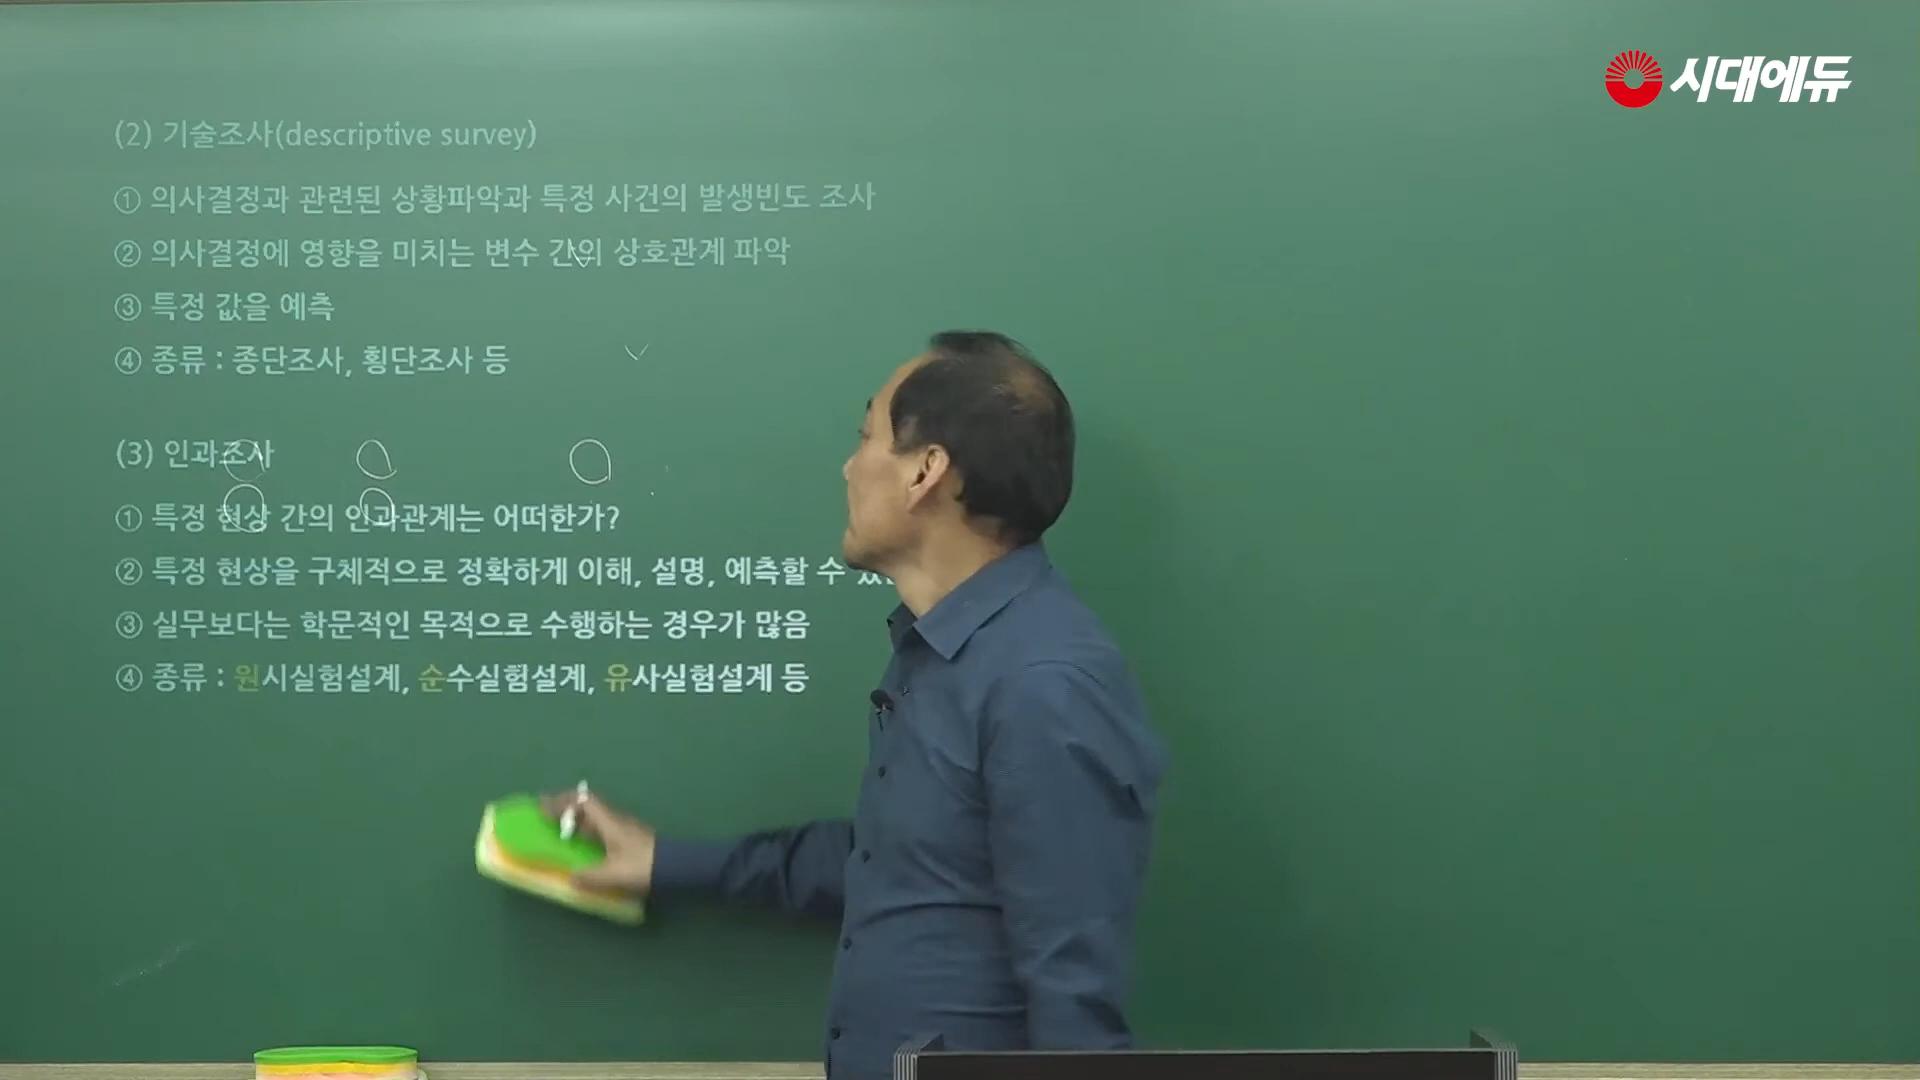 시대에듀
(2) 기술조사(descriptive survey)
① 의사결정과 관련된 상황파악과 특정 사건의 발생빈도 조사
② 의사결정에 영향을 미치는 변수 간의 상호관계 파악
③ 특정 값을 예측
④ 종류 : 종단조사, 횡단조사 등
(3) 인과조사
① 특정 현상 간의 인과관계는 어떠한가?
② 특정 현상을 구체적으로 정확하게 이해, 설명, 예측할 수
③ 실무보다는 학문적인 목적으로 수행하는 경우가 많음
④ 종류 : 원시실험설계, 순수실험설계, 유사실험설계 등